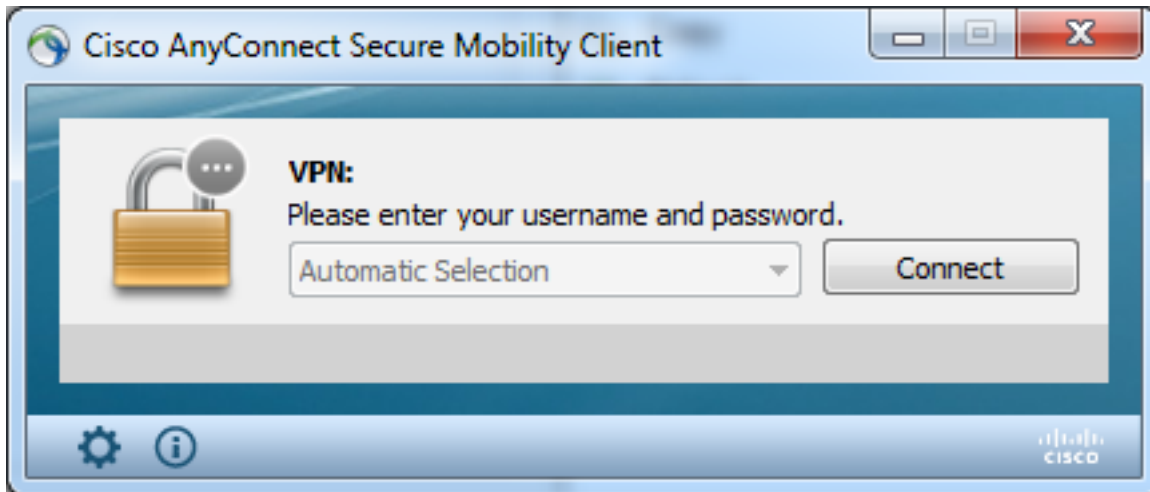 Cisco AnyConnect Secure Mobility Client
VPN:
Please enter your username and password.
Automatic Selection
Connect
CISCO